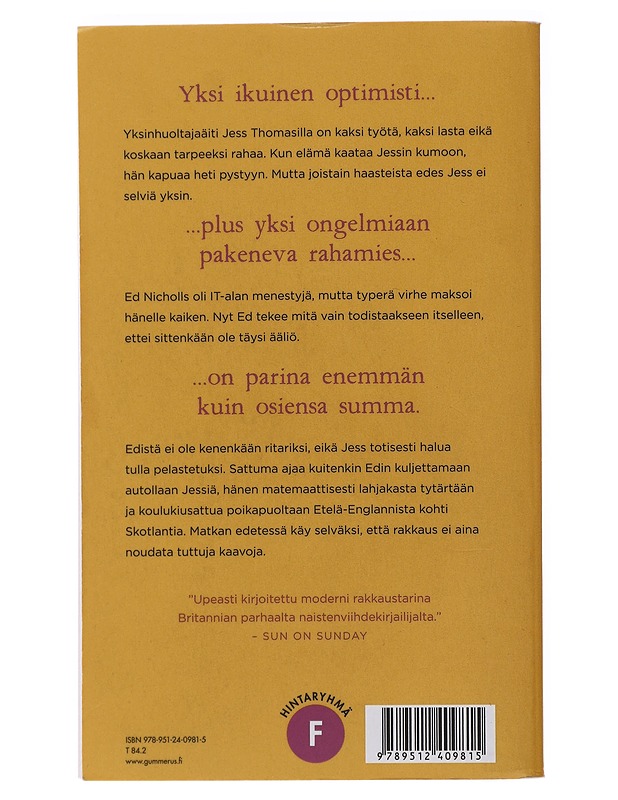 Yksi ikuinen optimisti...
Yksinhuoltajaäiti Jess Thomasilla on kaksi työtä, kaksi lasta eikä
koskaan tarpeeksi rahaa. Kun elämä kaataa Jessin kumoon,
hän kapuaa heti pystyyn. Mutta joistain haasteista edes Jess ei
selviä yksin.
...plus yksi ongelmiaan
pakeneva rahamies...
Ed Nicholls oli IT-alan menestyjä, mutta typerä virhe maksoi
hänelle kaiken. Nyt Ed tekee mitä vain todistaakseen itselleen,
ettei sittenkään ole täysi ääliö.
...on parina enemmän
kuin osiensa summa.
Edistä ei ole kenenkään ritariksi, eikä Jess totisesti halua
tulla pelastetuksi. Sattuma ajaa kuitenkin Edin kuljettamaan
autollaan Jessiä, hänen matemaattisesti lahjakasta tytärtään
ja koulukiusattua poikapuoltaan Etelä-Englannista kohti
Skotlantia. Matkan edetessä käy selväksi, että rakkaus ei aina
noudata tuttuja kaavoja.
"Upeasti kirjoitettu moderni rakkaustarina
Britannian parhaalta naistenviihdekirjailijalta."
– SUN ON SUNDAY
HINTARYHMÄ
F
ISBN 978-951-24-0981-5
T 84.2
www.gummerus.fi
9 789512 409815